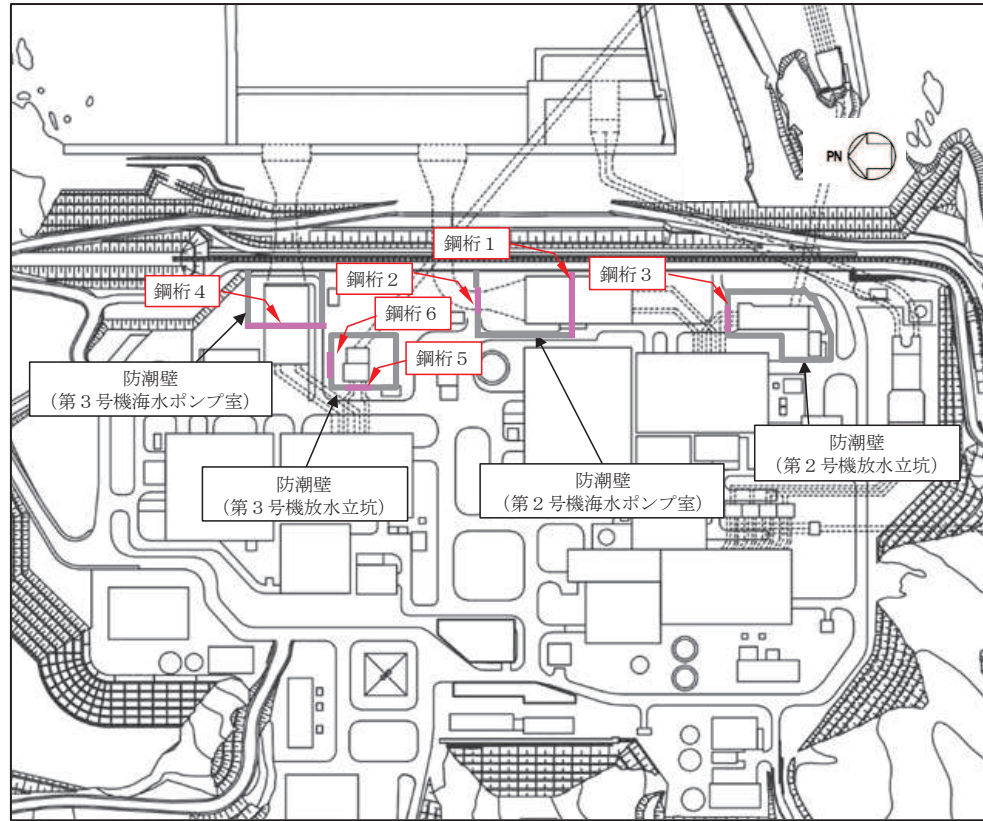 PN
鋼桁１
鋼桁２
鋼桁３
鋼桁４
鋼桁６
鋼桁５
防潮壁
（第３号機海水ポンプ室）
防潮壁
（第３号機放水立坑）
防潮壁
（第２号機海水ポンプ室）
防潮壁
（第２号機放水立坑）